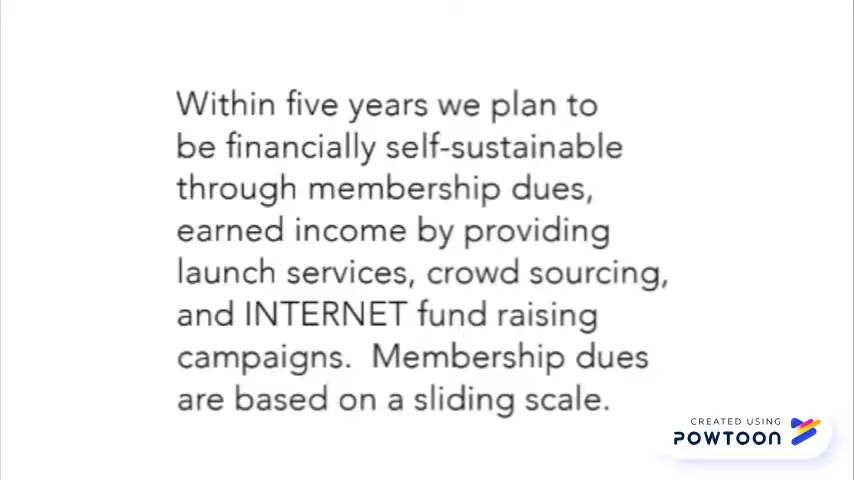 Within five years we plan to
be financially self-sustainable
through membership dues,
earned income by providing
launch services, crowd sourcing,
and INTERNET fund raising
campaigns.  Membership dues
are based on a sliding scale.
CREATED USING
POWTOON